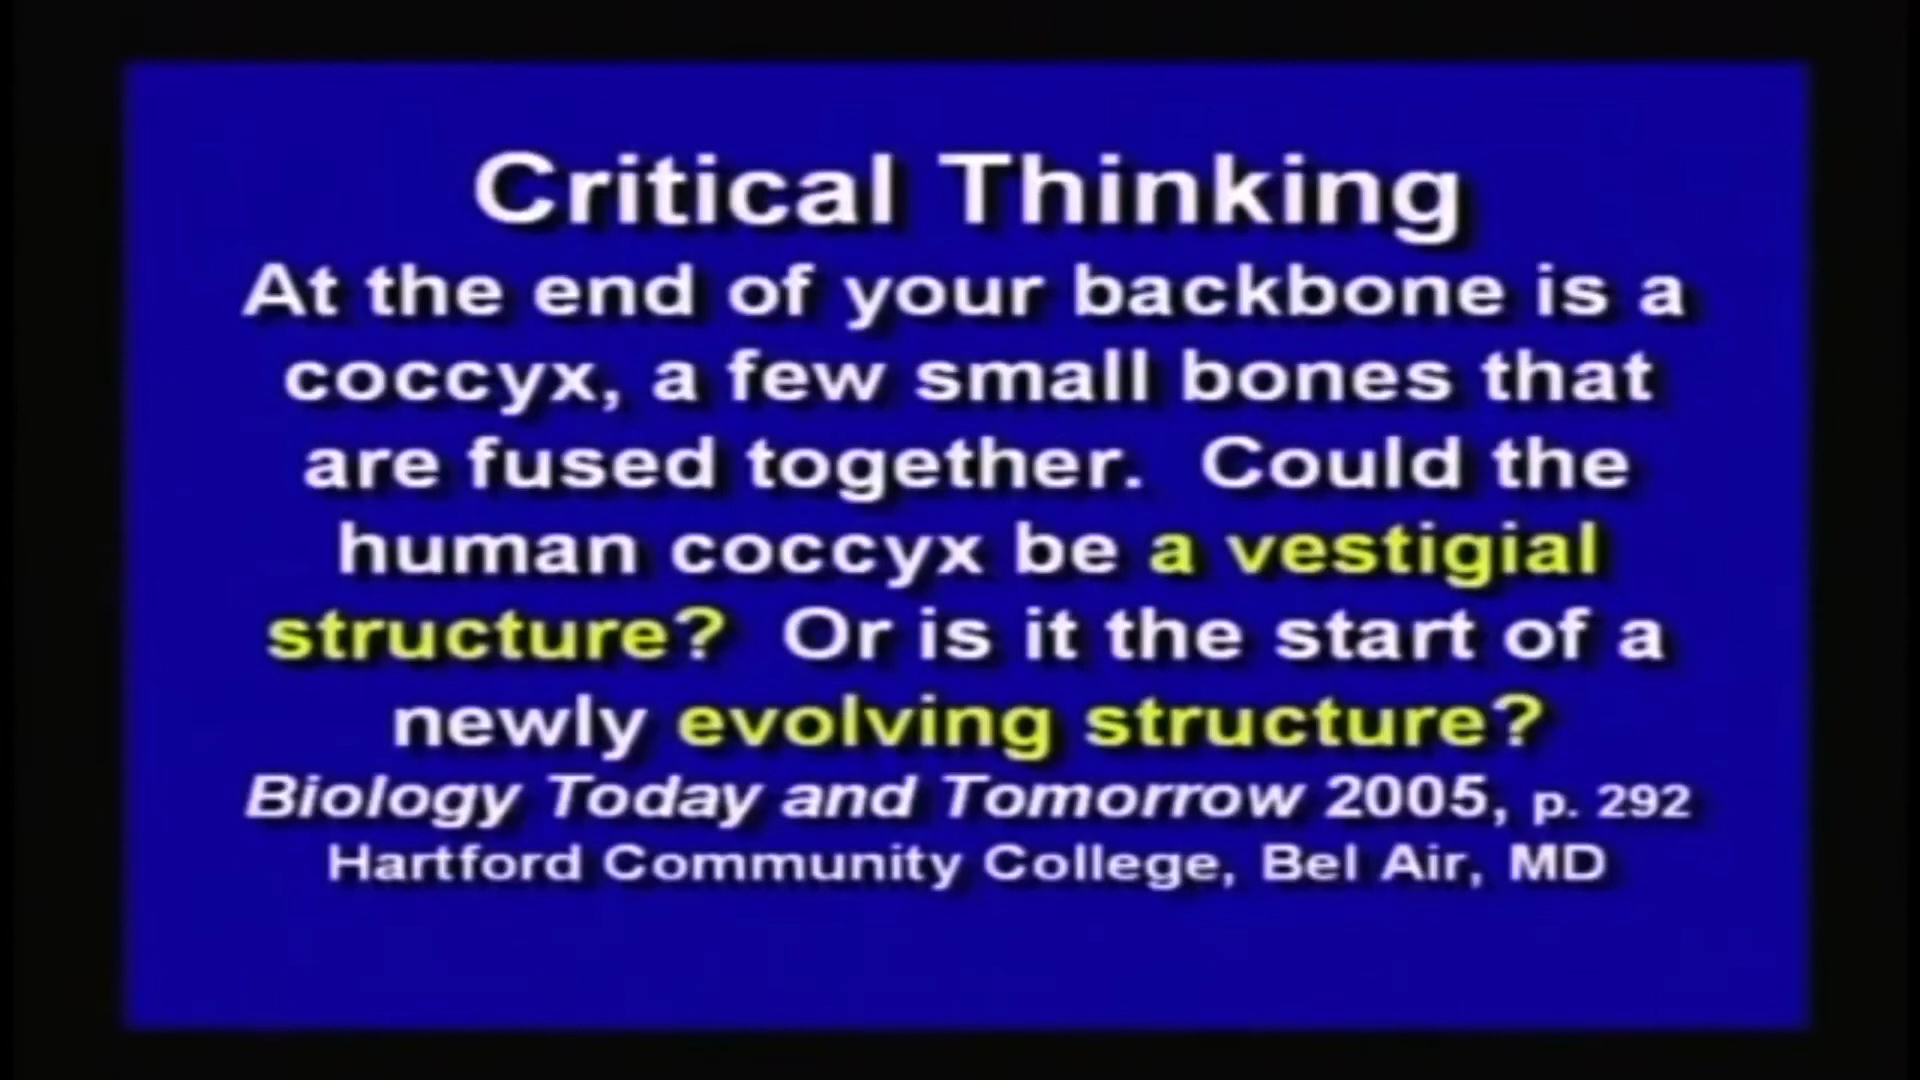 Critical Thinking
At the end of your backbone is a
coccyx, a few small bones that
are fused together. Could the
human coccyx be a vestigial
structure? Or is it the start of a
newly evolving structure?
Biology Today and Tomorrow 2005, p. 292
Hartford Community College, Bel Air, MD